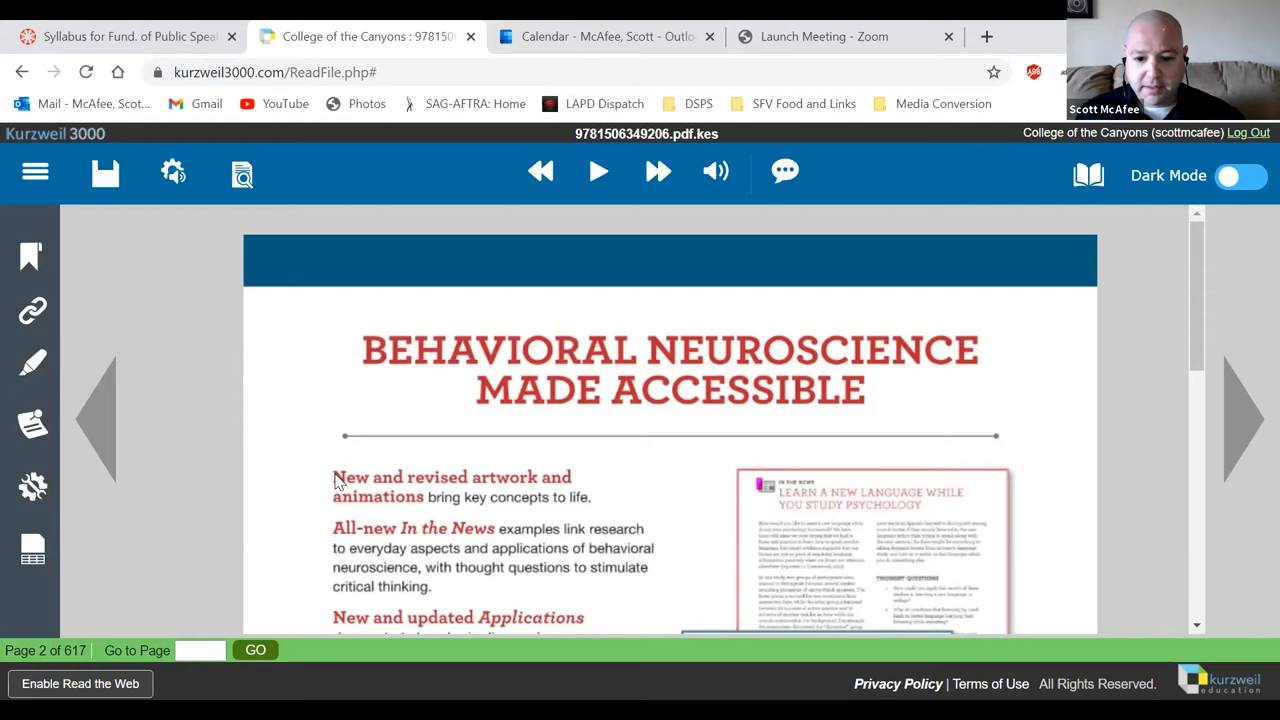 Syllabus for Fund. of Public Spea
College of the Canyons : 978150
Calendar - McAfee, Scott - Outlo
Launch Meeting - Zoom
kurzweil3000.com/ReadFile.php#
Mail - McAfee, Scot...
Gmail
YouTube
Photos
SAG-AFTRA: Home
LAPD Dispatch
DSPS
SFV Food and Links
Media Conversion
Scott McAfee
Kurzweil 3000
9781506349206.pdf.kes
College of the Canyons (scottmcafee) Log Out
Dark Mode
BEHAVIORAL NEUROSCIENCE
MADE ACCESSIBLE
New and revised artwork and
animations bring key concepts to life.
All-new In the News examples link research
to everyday aspects and applications of behavioral
neuroscience, with thought questions to stimulate
critical thinking.
New and updated Applications
IN THE NEWS
LEARN A NEW LANGUAGE WHILE
YOU STUDY PSYCHOLOGY
THOUGHT QUESTIONS
Page 2 of 617
Go to Page
GO
Enable Read the Web
Privacy Policy | Terms of Use All Rights Reserved.
kurzweil
education